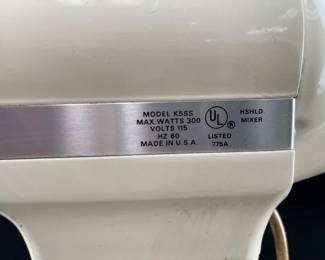 MODEL K5SS
MAX.WATTS 300
VOLTS 115
HZ 60
MADE IN U.S.A.
UL ®
LISTED
775A
HSHLD
MIXER